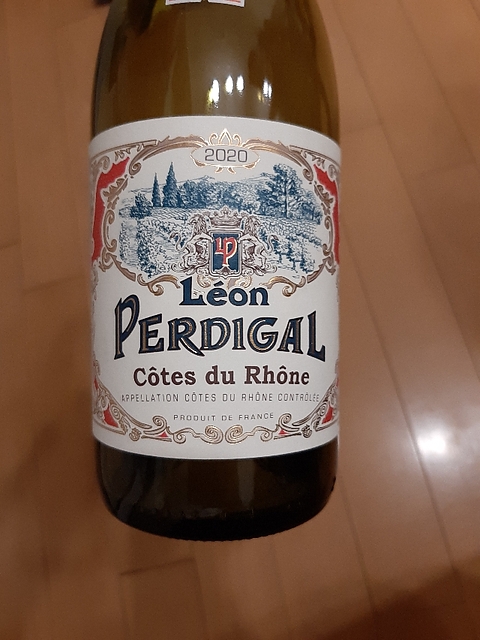 2020
LP
Léon
PERDIGAL
Côtes du Rhône
APPELLATION CÔTES DU RHÔNE CONTRÔLÉE
PRODUIT DE FRANCE